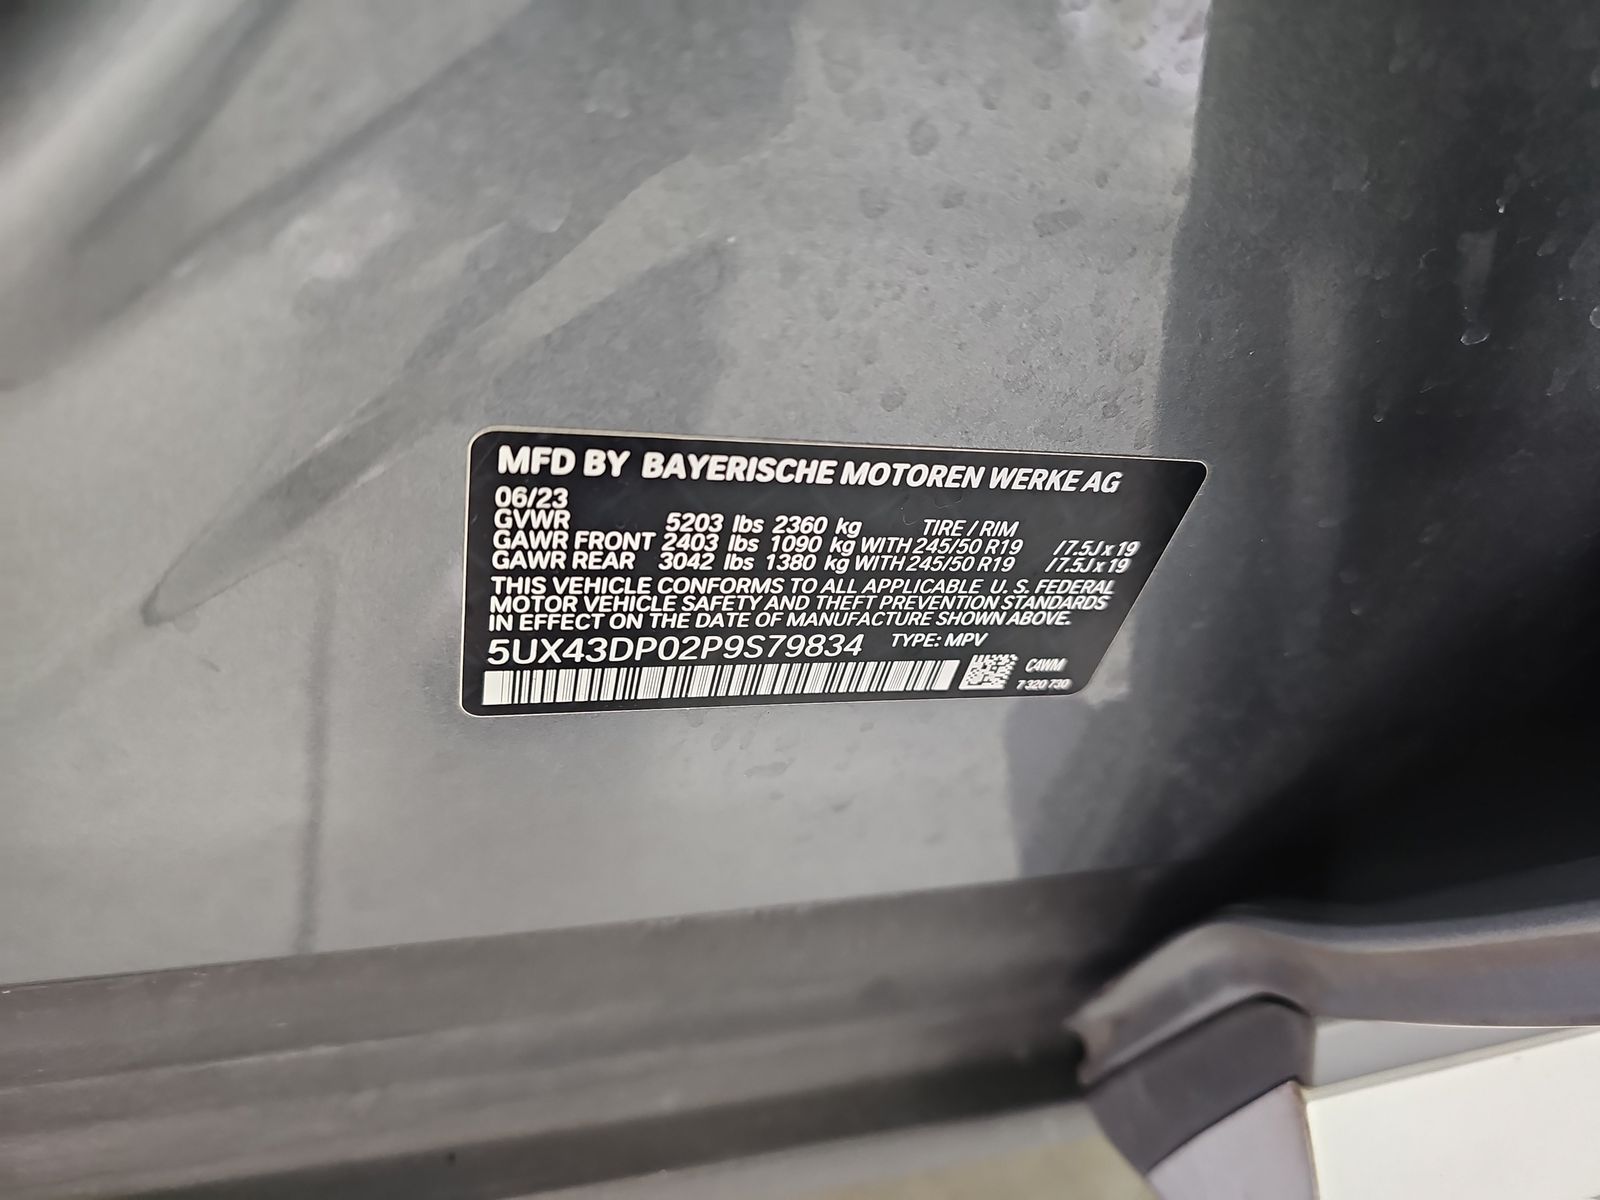 MFD BY BAYERISCHE MOTOREN WERKE AG
06/23
GVWR 5203 lbs 2360 kg TIRE / RIM
GAWR FRONT 2403 lbs 1090 kg WITH 245/50 R19 /7.5J x 19
GAWR REAR 3042 lbs 1380 kg WITH 245/50 R19 /7.5J x 19
THIS VEHICLE CONFORMS TO ALL APPLICABLE U. S. FEDERAL
MOTOR VEHICLE SAFETY AND THEFT PREVENTION STANDARDS
IN EFFECT ON THE DATE OF MANUFACTURE SHOWN ABOVE.
5UX43DP02P9S79834 TYPE: MPV
C4WM
7 320 730